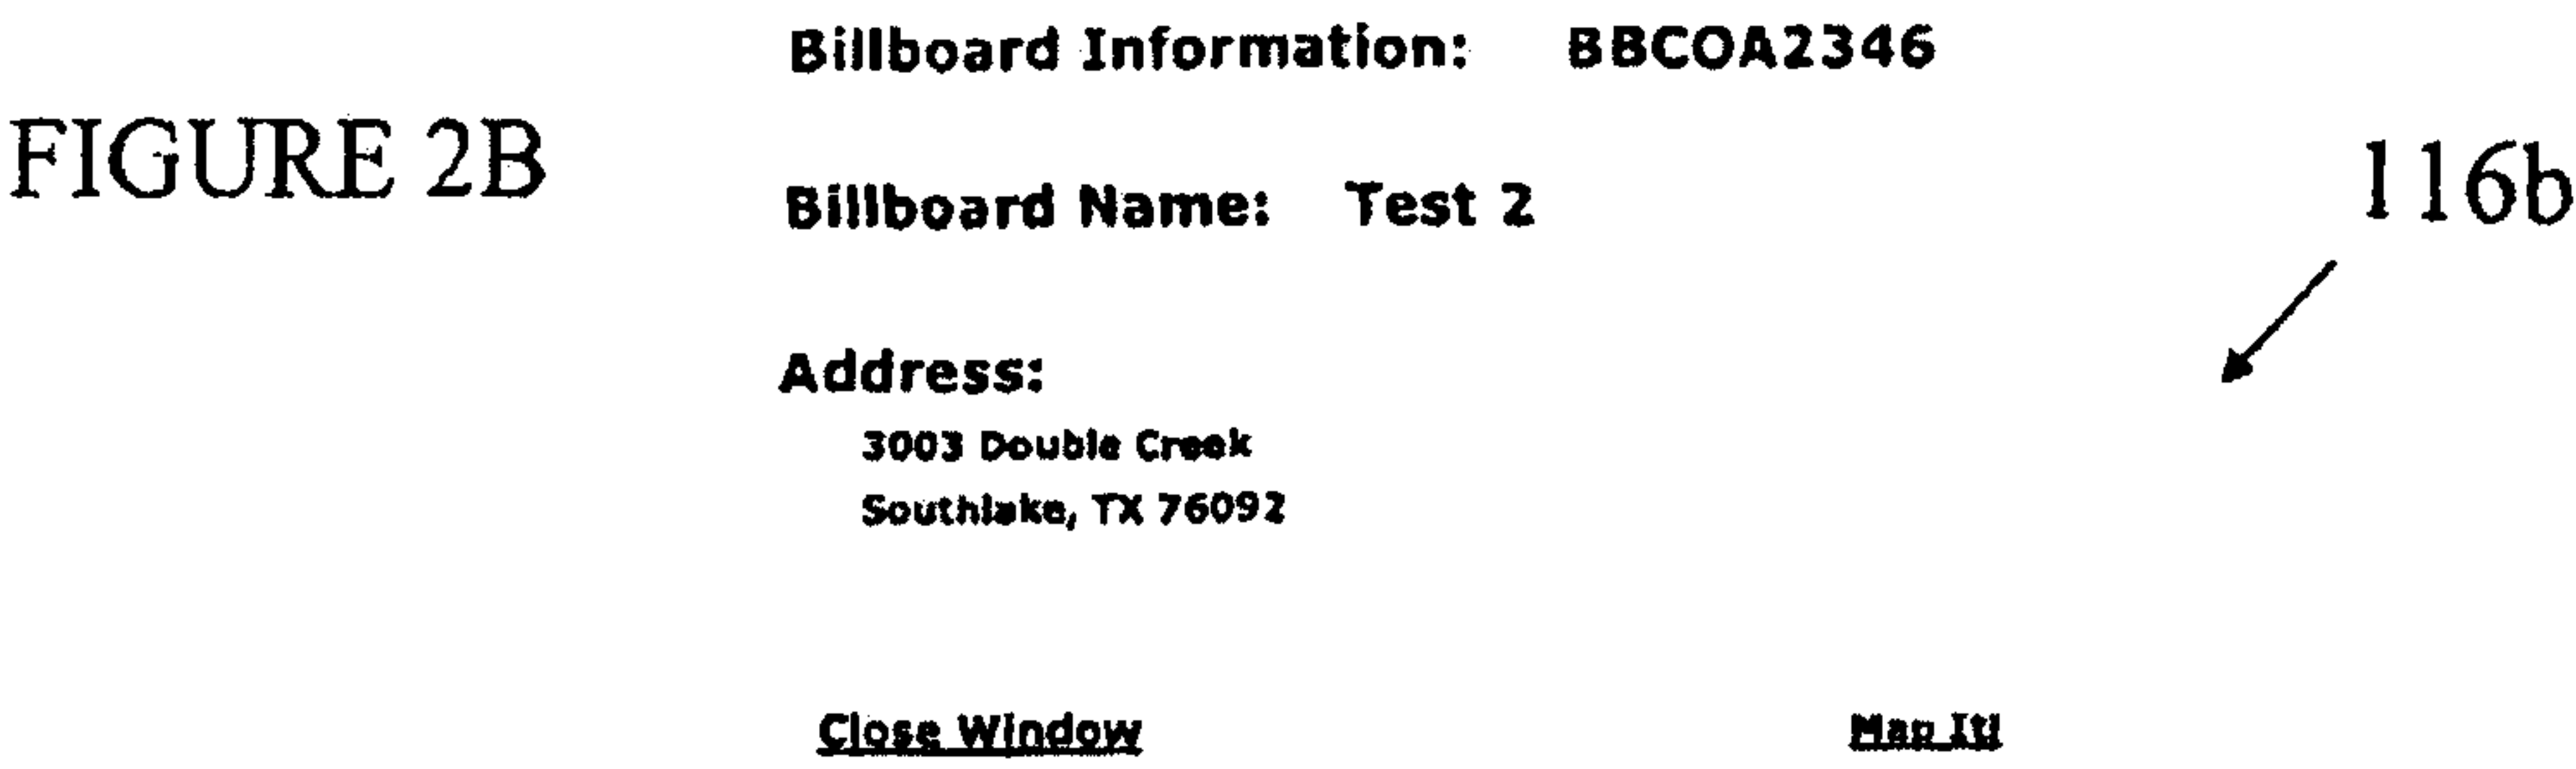 Billboard Information: BBCOA2346
FIGURE 2B
116b
Billboard Name: Test 2
Address:
3003 Double Creek
Southlake, TX 76092
Close Window Map It!